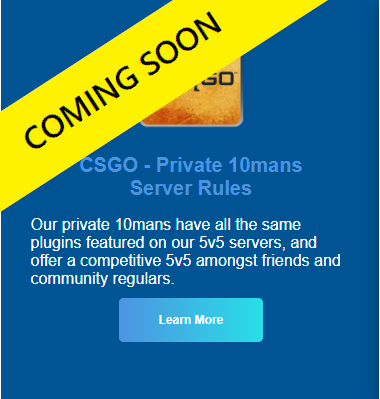 COMING SOON
GO
CSGO - Private 10mans
Server Rules
Our private 10mans have all the same
plugins featured on our 5v5 servers, and
offer a competitive 5v5 amongst friends and
community regulars.
Learn More